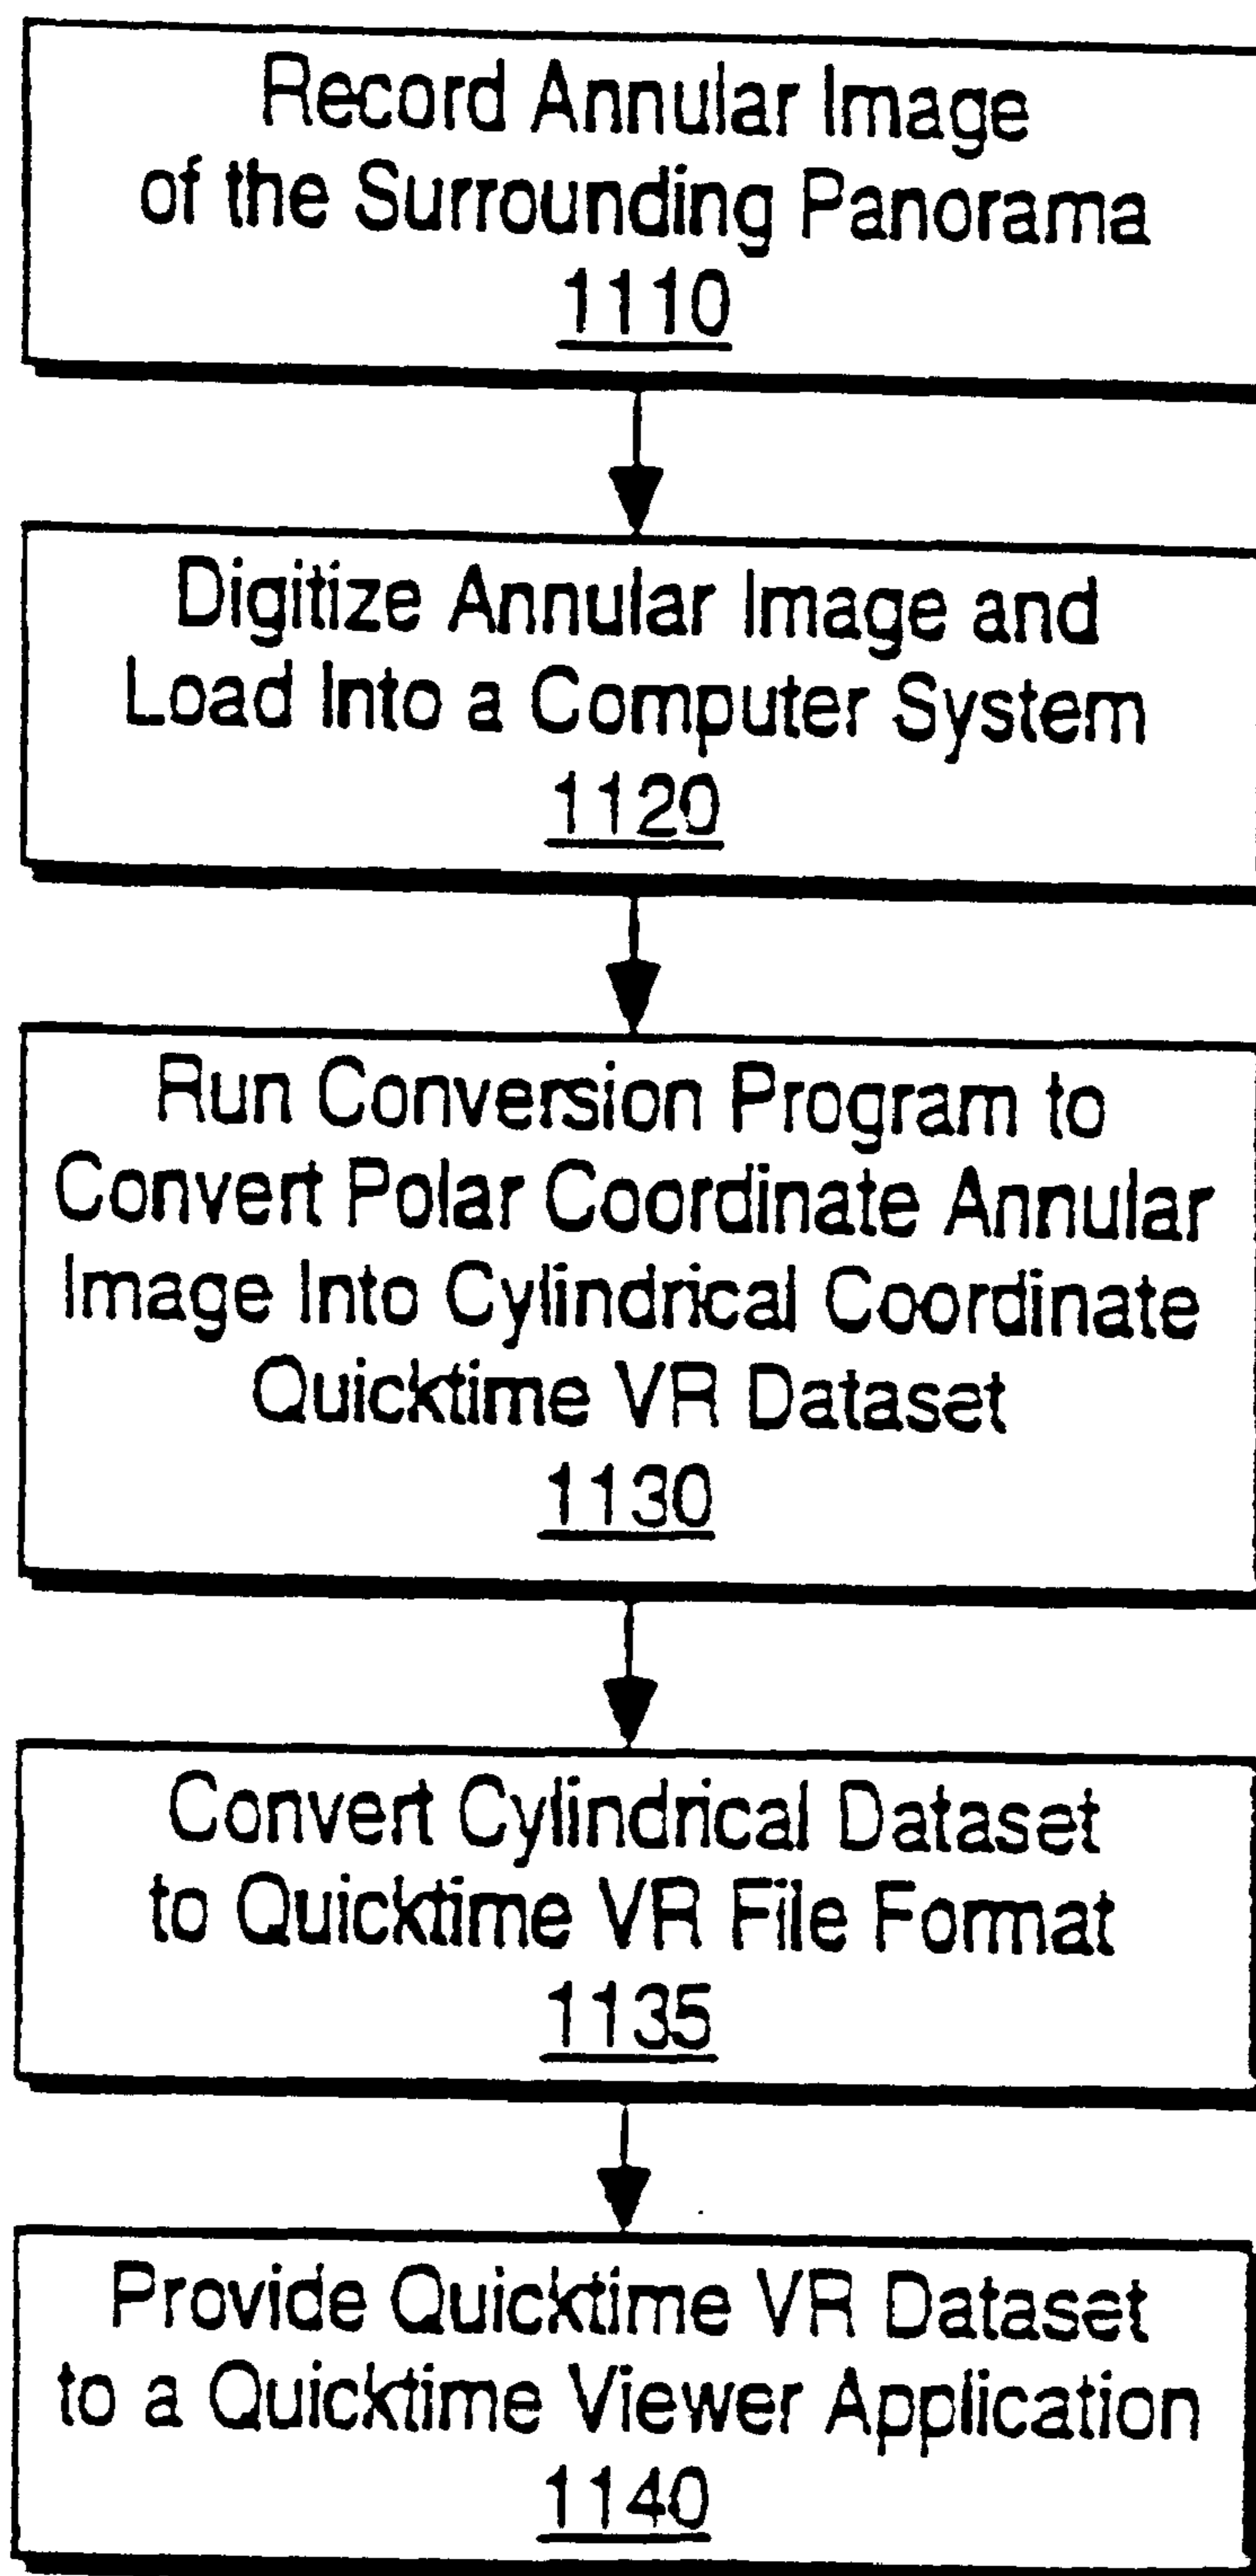 Record Annular Image
of the Surrounding Panorama
1110
Digitize Annular Image and
Load Into a Computer System
1120
Run Conversion Program to
Convert Polar Coordinate Annular
Image Into Cylindrical Coordinate
Quicktime VR Dataset
1130
Convert Cylindrical Dataset
to Quicktime VR File Format
1135
Provide Quicktime VR Dataset
to a Quicktime Viewer Application
1140